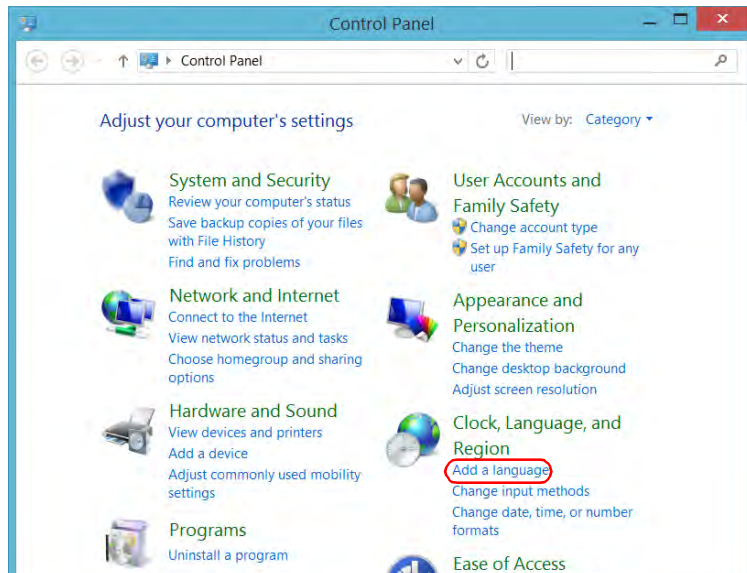 Control Panel
Control Panel
Adjust your computer's settings
View by: Category
System and Security
Review your computer's status
Save backup copies of your files
with File History
Find and fix problems
Network and Internet
Connect to the Internet
View network status and tasks
Choose homegroup and sharing
options
Hardware and Sound
View devices and printers
Add a device
Adjust commonly used mobility
settings
Programs
Uninstall a program
User Accounts and
Family Safety
Change account type
Set up Family Safety for any
user
Appearance and
Personalization
Change the theme
Change desktop background
Adjust screen resolution
Clock, Language, and
Region
Add a language
Change input methods
Change date, time, or number
formats
Ease of Access